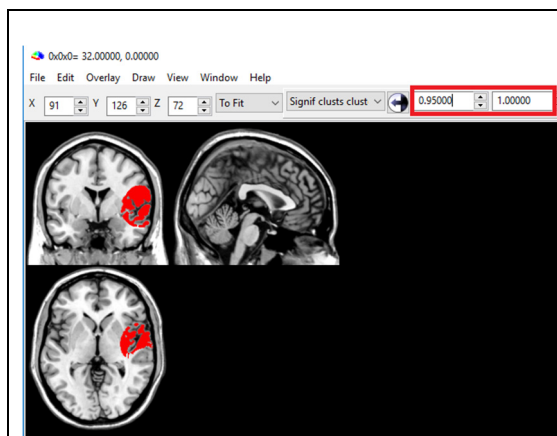 0x0x0= 32.00000, 0.00000
File Edit Overlay Draw View Window Help
X 91 Y 126 Z 72 To Fit Signif clusts clust 0.95000 1.00000